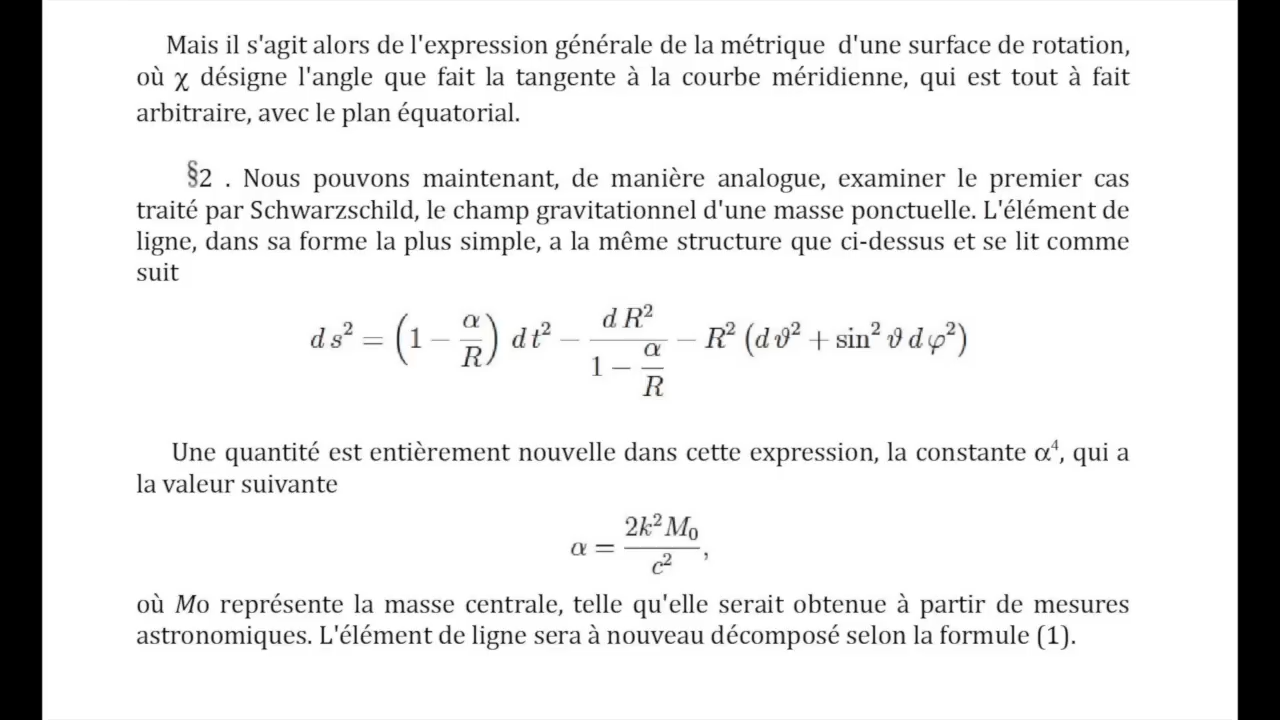 Mais il s'agit alors de l'expression générale de la métrique d'une surface de rotation,
où χ désigne l'angle que fait la tangente à la courbe méridienne, qui est tout à fait
arbitraire, avec le plan équatorial.
§2 . Nous pouvons maintenant, de manière analogue, examiner le premier cas
traité par Schwarzschild, le champ gravitationnel d'une masse ponctuelle. L'élément de
ligne, dans sa forme la plus simple, a la même structure que ci-dessus et se lit comme
suit
d s² = (1 − α/R) d t² − d R² / (1 − α/R) − R² (d ϑ² + sin² ϑ d φ²)
Une quantité est entièrement nouvelle dans cette expression, la constante α⁴, qui a
la valeur suivante
α = 2k² M₀ / c²,
où Mo représente la masse centrale, telle qu'elle serait obtenue à partir de mesures
astronomiques. L'élément de ligne sera à nouveau décomposé selon la formule (1).